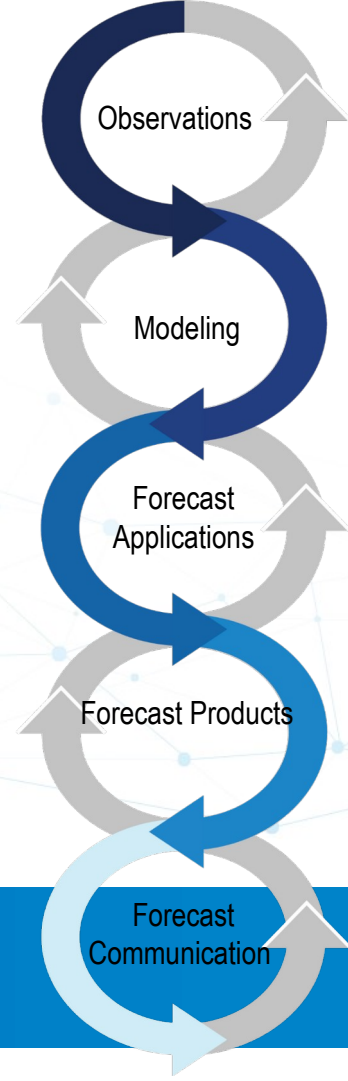 Observations
Modeling
Forecast
Applications
Forecast Products
Forecast
Communication